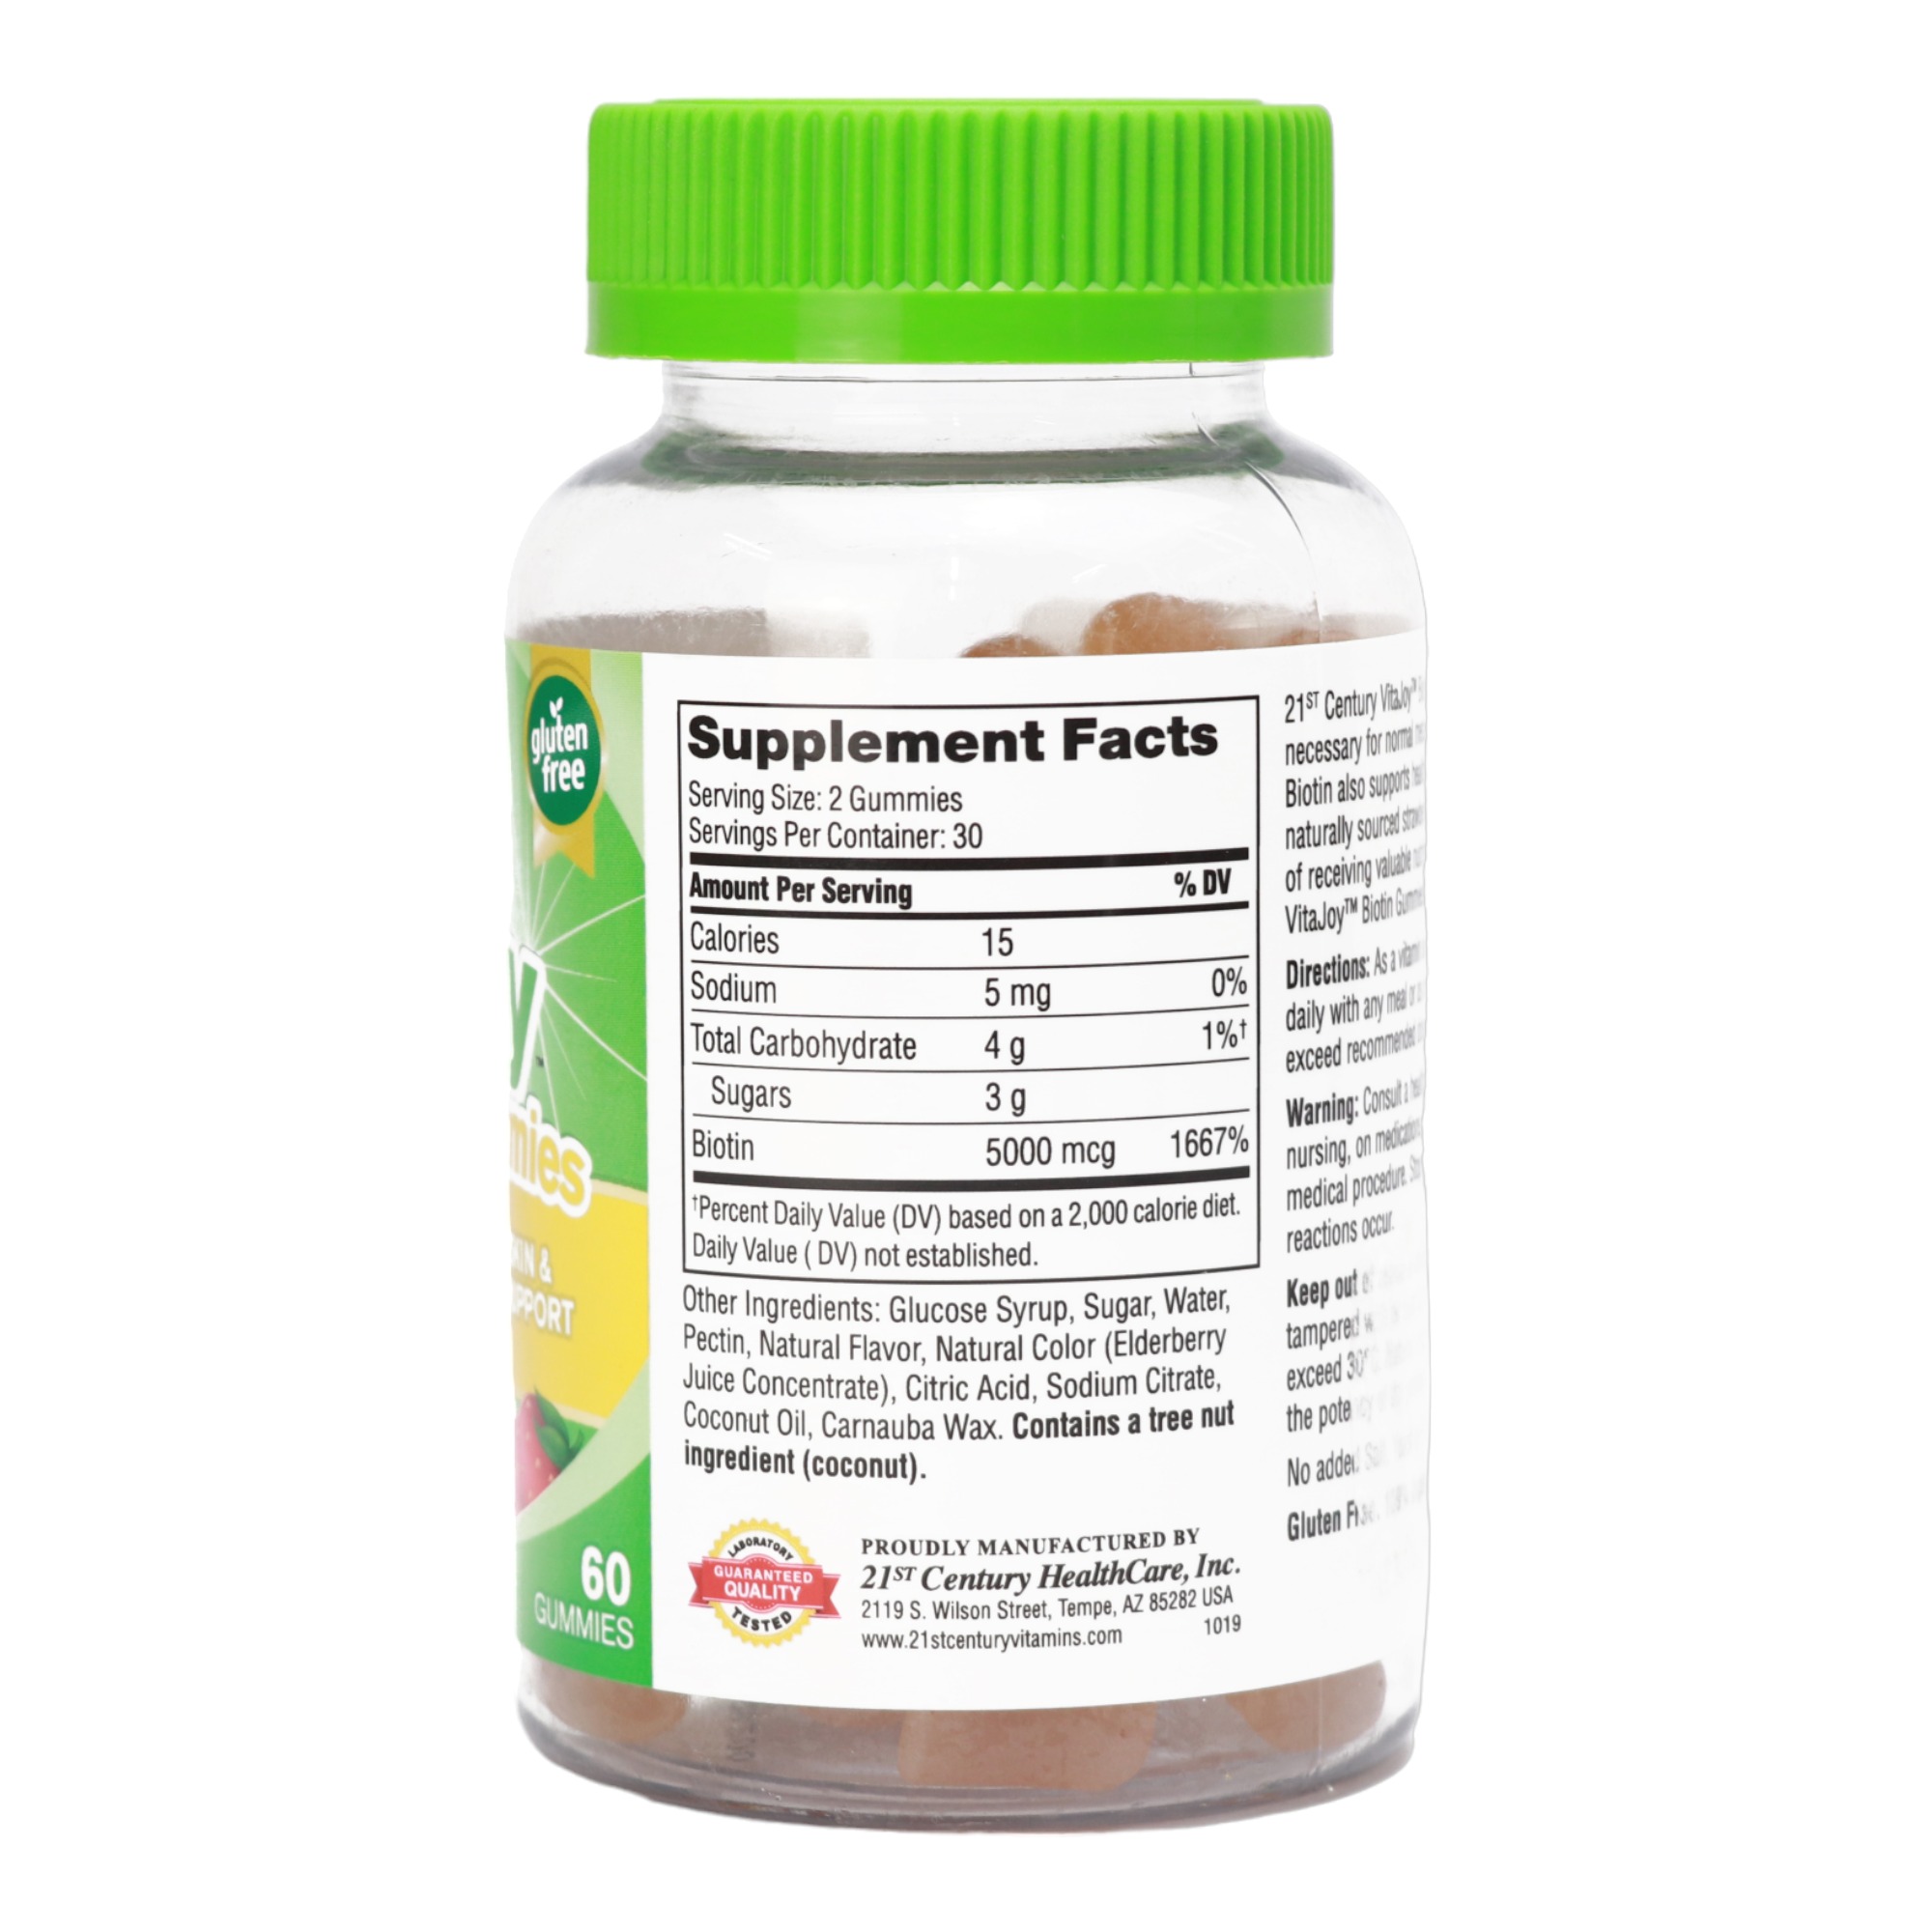 gluten
free
mies
& 
PPORT
60
GUMMIES
Supplement Facts
Serving Size: 2 Gummies
Servings Per Container: 30
Amount Per Serving % DV
Calories 15
Sodium 5 mg 0%
Total Carbohydrate 4 g 1%†
Sugars 3 g
Biotin 5000 mcg 1667%
†Percent Daily Value (DV) based on a 2,000 calorie diet.
Daily Value ( DV) not established.
Other Ingredients: Glucose Syrup, Sugar, Water,
Pectin, Natural Flavor, Natural Color (Elderberry
Juice Concentrate), Citric Acid, Sodium Citrate,
Coconut Oil, Carnauba Wax. Contains a tree nut
ingredient (coconut).
LABORATORY
GUARANTEED
QUALITY
TESTED
PROUDLY MANUFACTURED BY
21ST Century HealthCare, Inc.
2119 S. Wilson Street, Tempe, AZ 85282 USA
www.21stcenturyvitamins.com 1019
21ST Century VitaJoy™
necessary for normal
Biotin also supports
naturally sourced
of receiving valuable
VitaJoy™ Biotin
Directions: As a
daily with any meal or
exceed recommended
Warning: Consult a
nursing, on
medical procedure.
reactions occur.
Keep out
tampered
exceed 30°
the
No added
Gluten